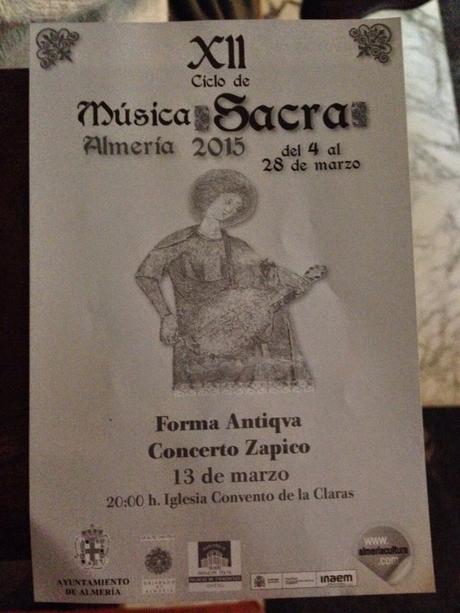 XII
Ciclo de
Música Sacra
Almería 2015 del 4 al
28 de marzo
Forma Antiqva
Concerto Zapico
13 de marzo
20:00 h. Iglesia Convento de la Claras
AYUNTAMIENTO
DE ALMERÍA
inaem
www.
almeriacultura
.com